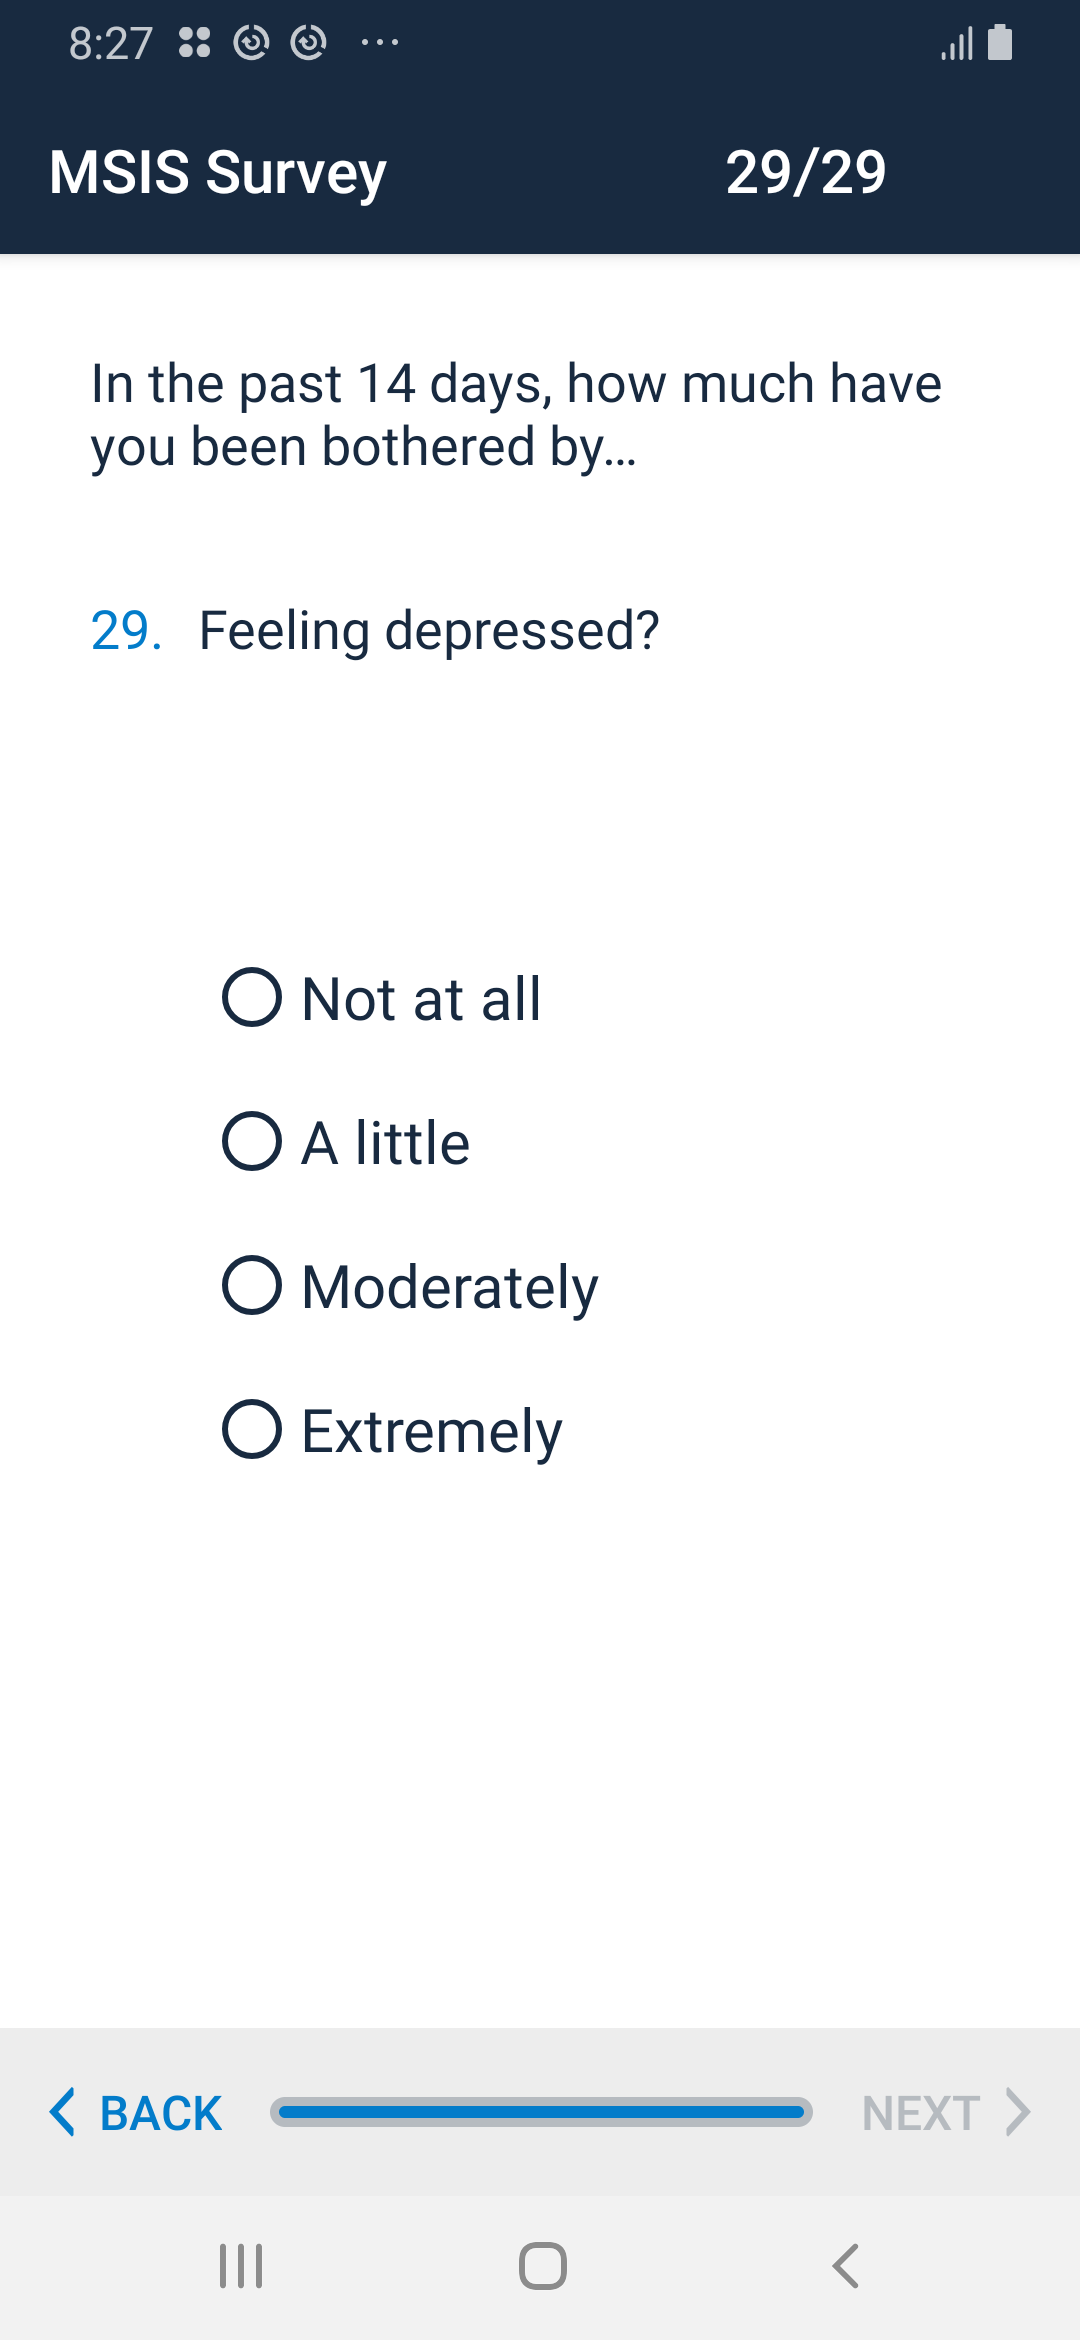 8:27
MSIS Survey 29/29
In the past 14 days, how much have
you been bothered by...
29. Feeling depressed?
Not at all
A little
Moderately
Extremely
BACK NEXT